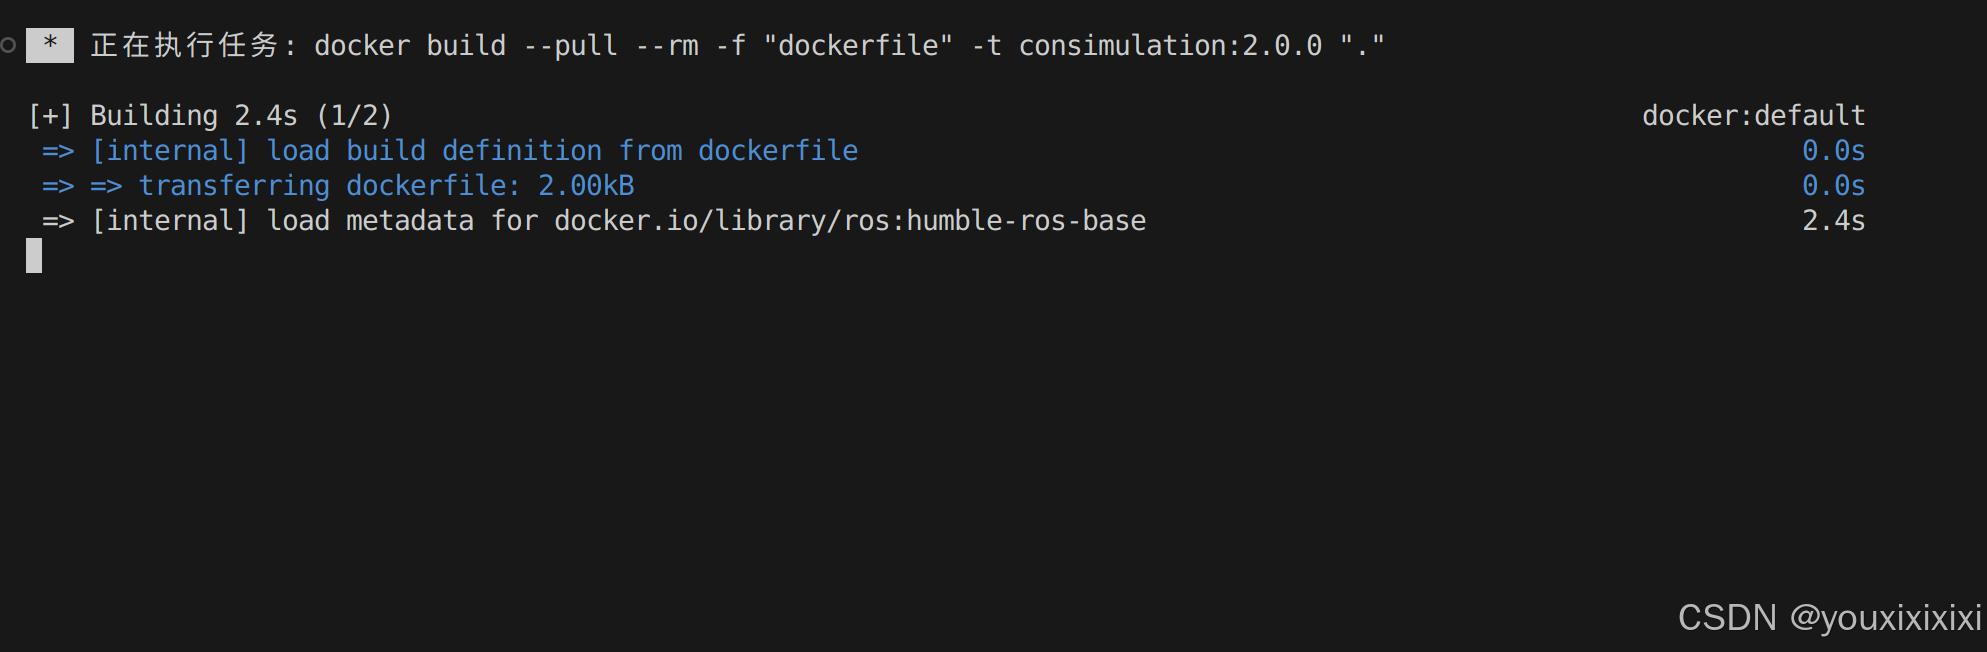 * 正在执行任务: docker build --pull --rm -f "dockerfile" -t consimulation:2.0.0 "."
[+] Building 2.4s (1/2) docker:default
=> [internal] load build definition from dockerfile 0.0s
=> => transferring dockerfile: 2.00kB 0.0s
=> [internal] load metadata for docker.io/library/ros:humble-ros-base 2.4s
CSDN @youxixixixi